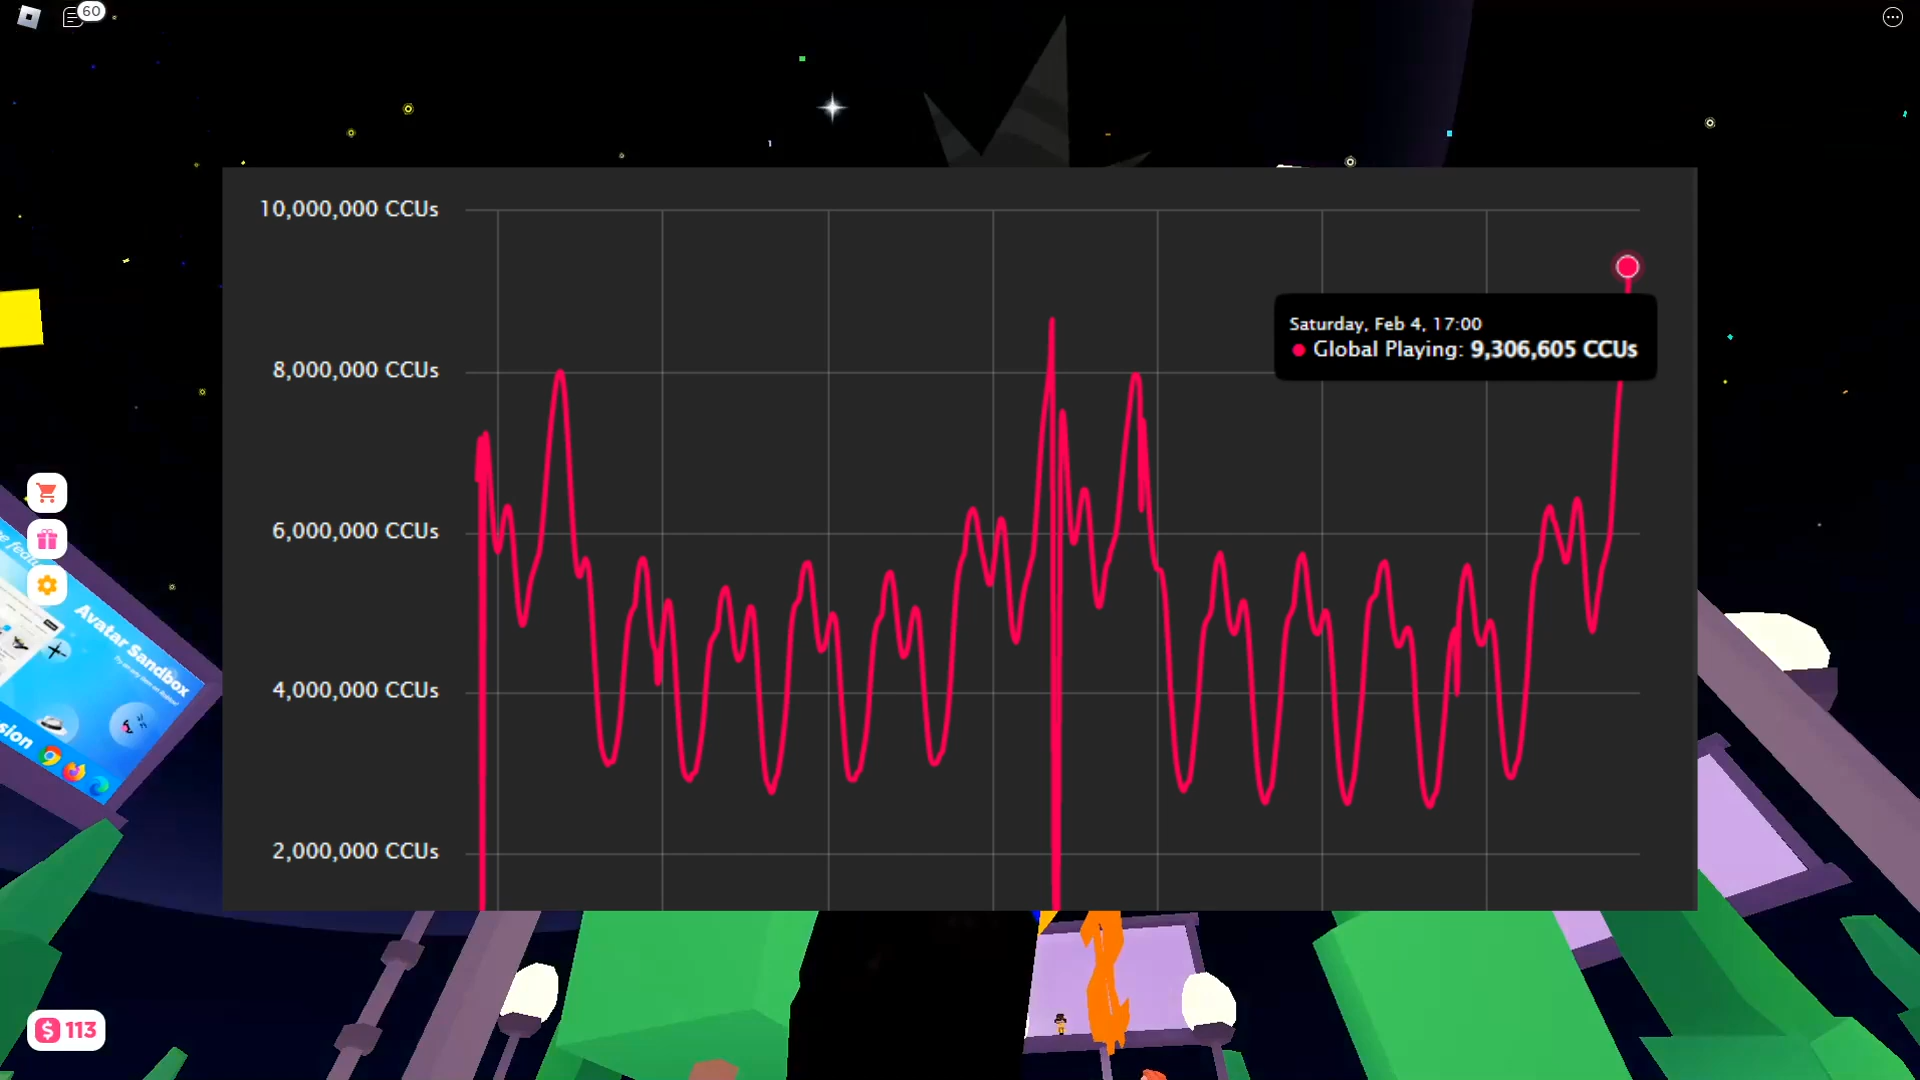 60
10,000,000 CCUs
8,000,000 CCUs
6,000,000 CCUs
4,000,000 CCUs
2,000,000 CCUs
Saturday, Feb 4, 17:00
Global Playing: 9,306,605 CCUs
Avatar Sandbox
sion
$ 113